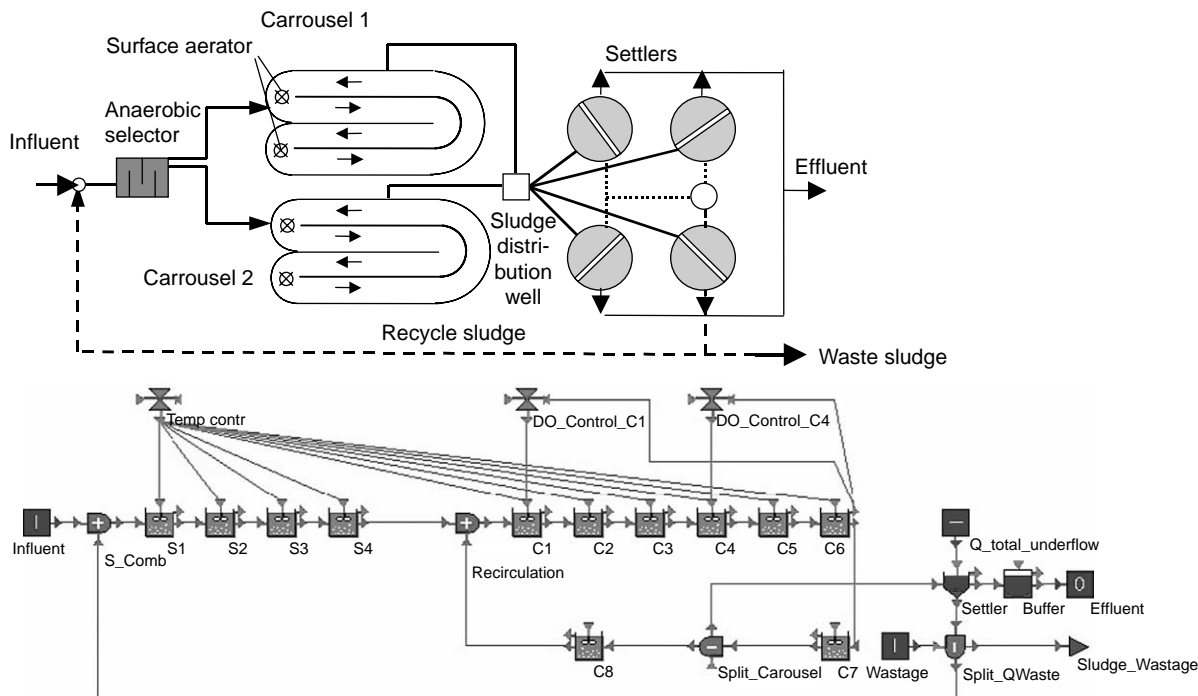 Carrousel 1
Surface aerator
Settlers
Anaerobic
selector
Influent
Effluent
Sludge
distri-
bution
well
Carrousel 2
Recycle sludge
Waste sludge
Temp contr
DO_Control_C1
DO_Control_C4
Influent
S_Comb
S1
S2
S3
S4
Recirculation
C1
C2
C3
C4
C5
C6
Q_total_underflow
Settler
Buffer
0
Effluent
C8
Split_Carousel
C7
Wastage
Split_QWaste
Sludge_Wastage